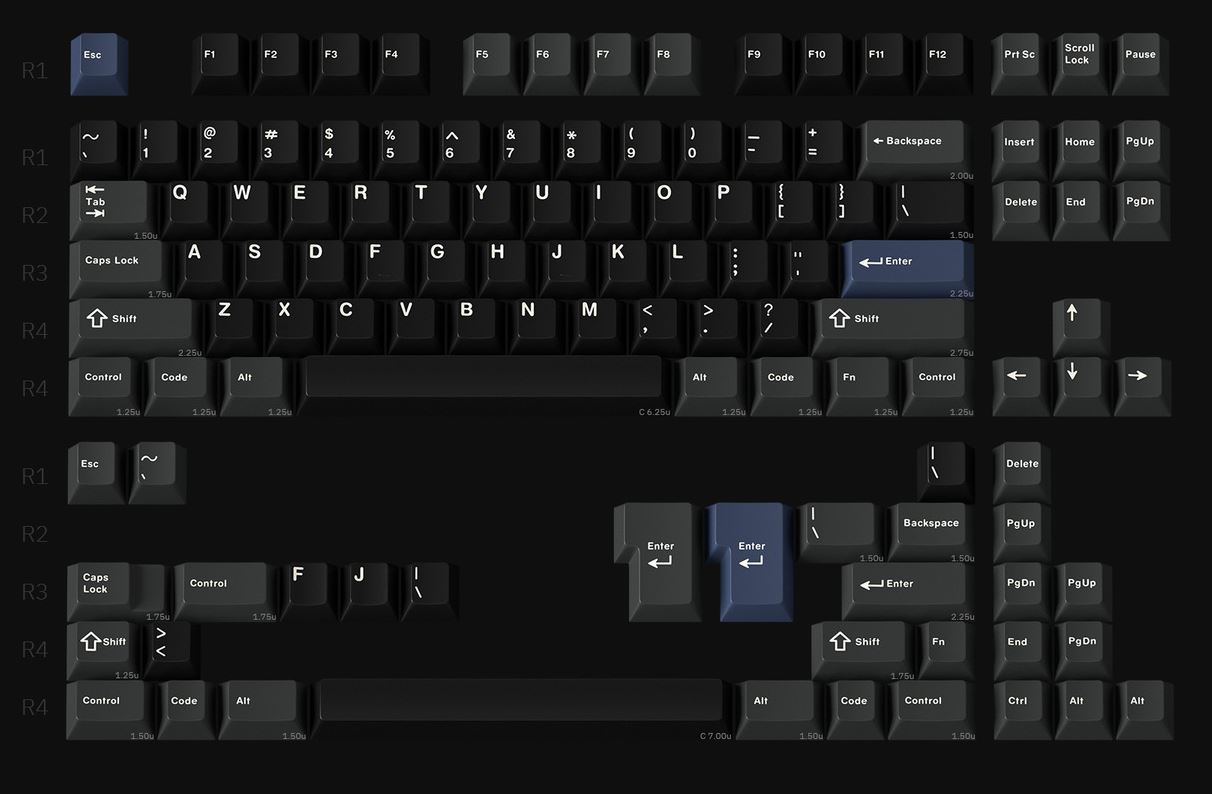 R1 Esc F1 F2 F3 F4 F5 F6 F7 F8 F9 F10 F11 F12 Prt Sc Scroll Lock Pause
~ ! @ # $ % ^ & * ( ) — +
R1 ` 1 2 3 4 5 6 7 8 9 0 - = ← Backspace Insert Home PgUp
2.00u
⇤ Q W E R T Y U I O P { } |
R2 Tab [ ] \ Delete End PgDn
⇥
1.50u 1.50u
A S D F G H J K L : "
R3 Caps Lock ; ' ↵ Enter
1.75u 2.25u
Z X C V B N M < > ? ↑
R4 ⇧ Shift , . / ⇧ Shift
2.25u 2.75u
R4 Control Code Alt Alt Code Fn Control ← ↓ →
1.25u 1.25u 1.25u C 6.25u 1.25u 1.25u 1.25u 1.25u
~ |
R1 Esc ` \ Delete
|
R2 Enter ↵ Enter ↵ \ Backspace PgUp
1.50u 1.50u
F J |
R3 Caps Lock Control \ ↵ Enter PgDn PgUp
1.75u 1.75u 2.25u
>
R4 ⇧ Shift < ⇧ Shift Fn End PgDn
1.25u 1.75u
R4 Control Code Alt Alt Code Control Ctrl Alt Alt
1.50u 1.50u C 7.00u 1.50u 1.50u